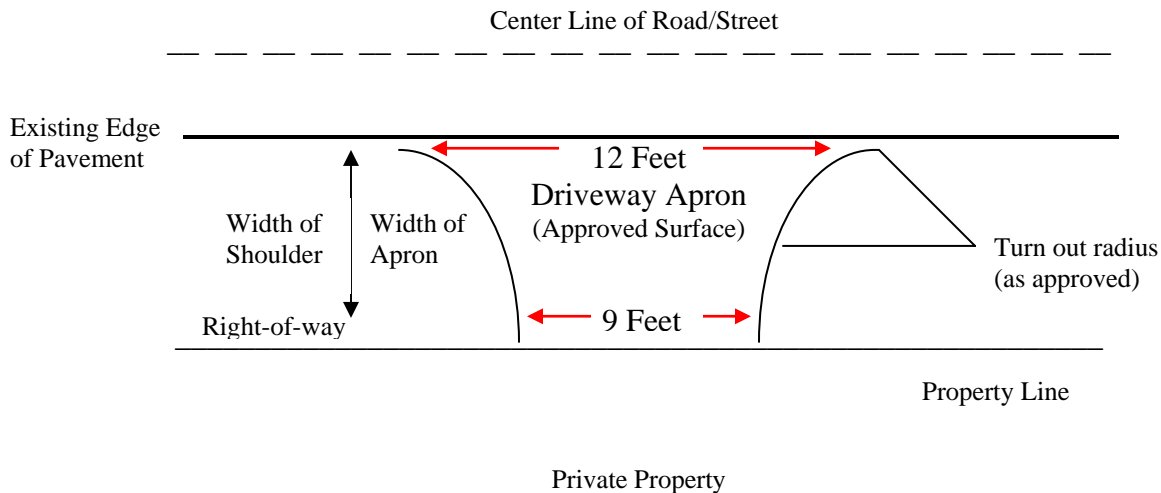 Center Line of Road/Street
Existing Edge
of Pavement
12 Feet
Driveway Apron
(Approved Surface)
Width of
Shoulder
Width of
Apron
Turn out radius
(as approved)
Right-of-way
9 Feet
Property Line
Private Property